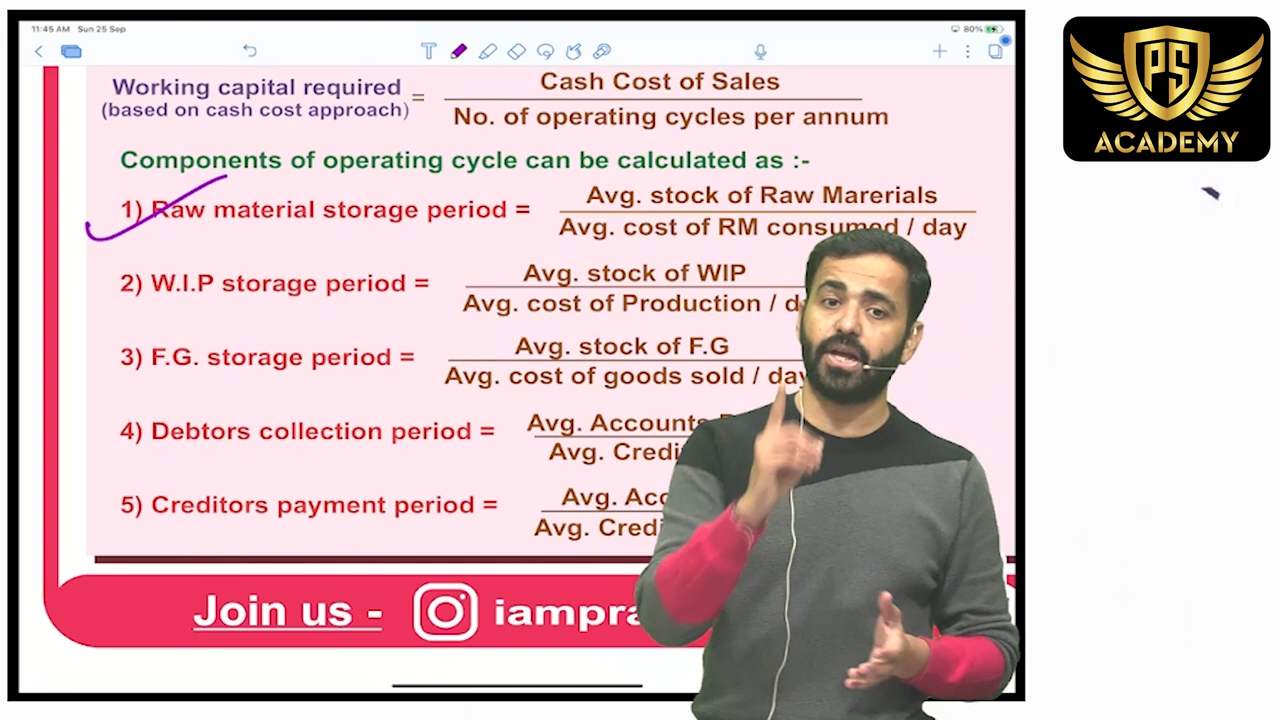 11:45 AM Sun 25 Sep
80%
T
PS
ACADEMY
Working capital required
(based on cash cost approach)
=
Cash Cost of Sales
No. of operating cycles per annum
Components of operating cycle can be calculated as :-
1) Raw material storage period =
Avg. stock of Raw Marerials
Avg. cost of RM consumed / day
2) W.I.P storage period =
Avg. stock of WIP
Avg. cost of Production /
3) F.G. storage period =
Avg. stock of F.G
Avg. cost of goods sold / day
4) Debtors collection period =
Avg. Accounts
Avg.
5) Creditors payment period =
Avg.
Avg.
Join us -